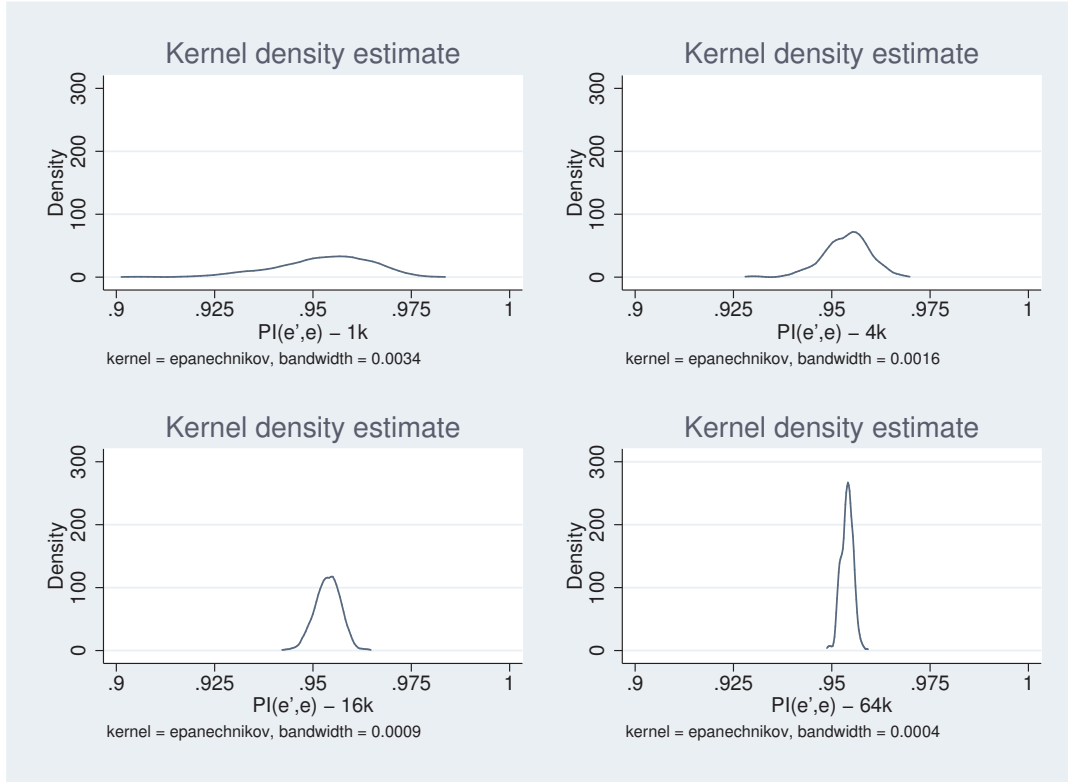 Kernel density estimate
300
200
100
0
Density
.9 .925 .95 .975 1
PI(e’,e) − 1k
kernel = epanechnikov, bandwidth = 0.0034
Kernel density estimate
300
200
100
0
Density
.9 .925 .95 .975 1
PI(e’,e) − 4k
kernel = epanechnikov, bandwidth = 0.0016
Kernel density estimate
300
200
100
0
Density
.9 .925 .95 .975 1
PI(e’,e) − 16k
kernel = epanechnikov, bandwidth = 0.0009
Kernel density estimate
300
200
100
0
Density
.9 .925 .95 .975 1
PI(e’,e) − 64k
kernel = epanechnikov, bandwidth = 0.0004